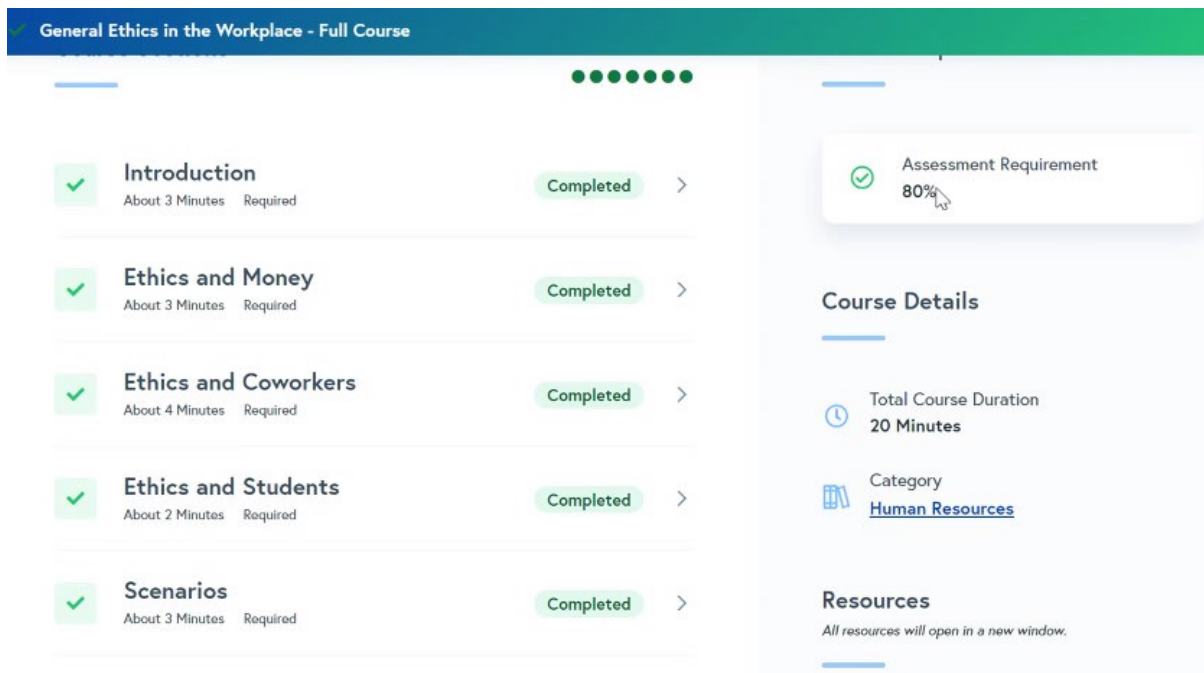 General Ethics in the Workplace - Full Course
Introduction
About 3 Minutes Required
Completed
Ethics and Money
About 3 Minutes Required
Completed
Ethics and Coworkers
About 4 Minutes Required
Completed
Ethics and Students
About 2 Minutes Required
Completed
Scenarios
About 3 Minutes Required
Completed
Assessment Requirement
80%
Course Details
Total Course Duration
20 Minutes
Category
Human Resources
Resources
All resources will open in a new window.